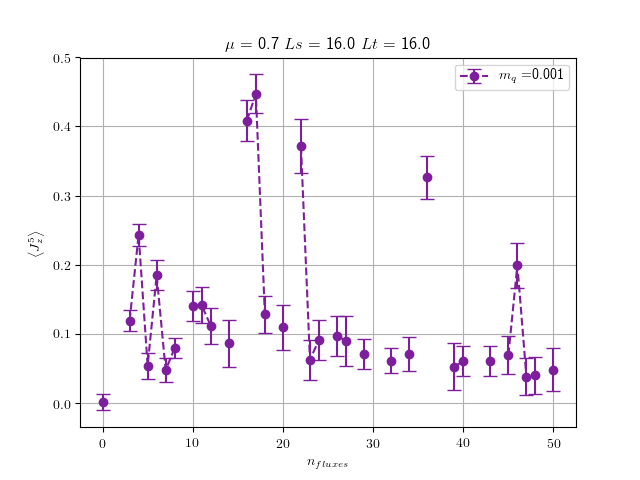 μ = 0.7 Ls = 16.0 Lt = 16.0
0.5
m_q = 0.001
0.4
0.3
⟨J_z^5⟩
0.2
0.1
0.0
0 10 20 30 40 50
n_fluxes